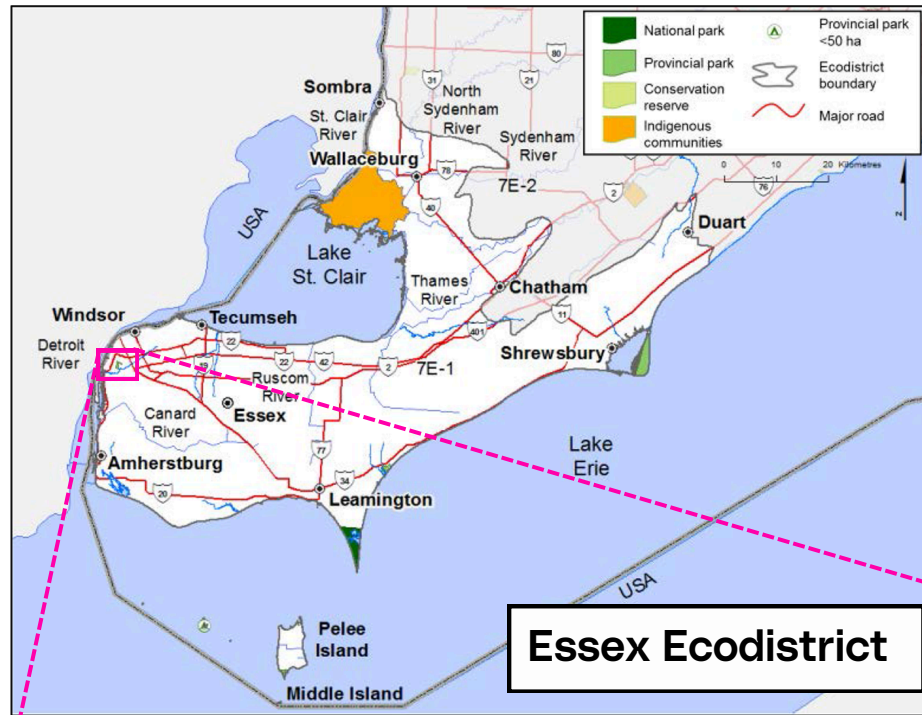 National park
Provincial park
Conservation
reserve
Indigenous
communities
Provincial park
<50 ha
Ecodistrict
boundary
Major road
0
10
20 Kilometres
N
80
31
21
Sombra
North
Sydenham
River
St. Clair
River
Sydenham
River
Wallaceburg
78
7E-2
40
2
76
USA
Duart
Lake
St. Clair
Thames
River
Chatham
11
Windsor
Tecumseh
401
Detroit
River
22
22
42
2
7E-1
Shrewsbury
19
Ruscom
River
Essex
Canard
River
77
Lake
Erie
Amherstburg
34
20
Leamington
USA
Pelee
Island
Middle Island
Essex Ecodistrict